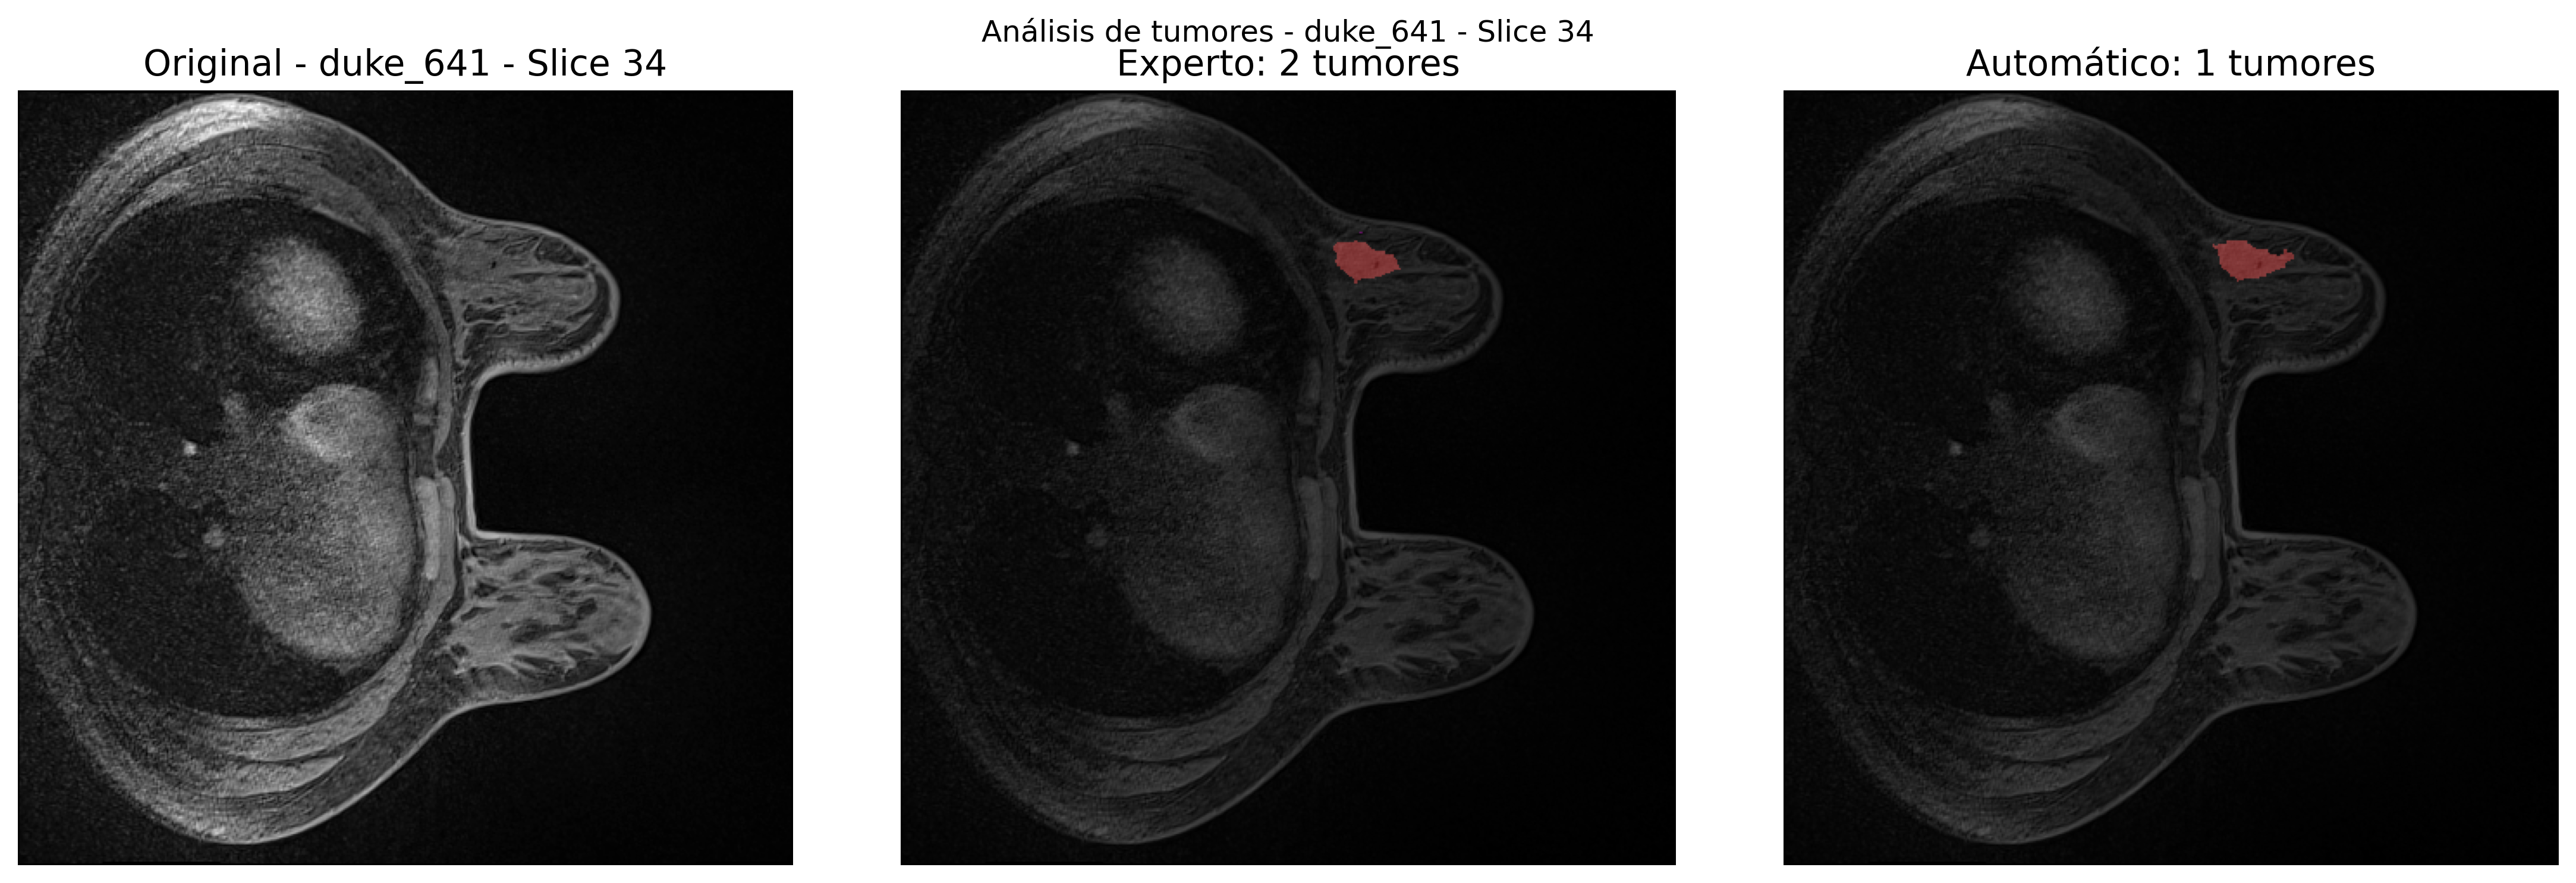 Análisis de tumores - duke_641 - Slice 34
Original - duke_641 - Slice 34
Experto: 2 tumores
Automático: 1 tumores